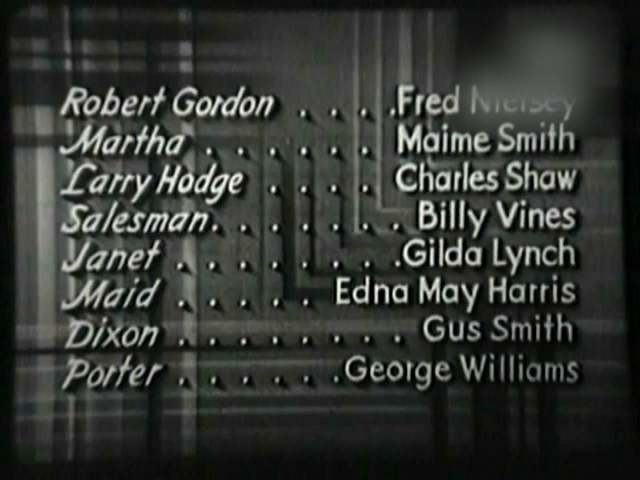 Robert Gordon . . . . Fred
Martha . . . . . . Maime Smith
Larry Hodge . . . . Charles Shaw
Salesman. . . . . . Billy Vines
Janet . . . . . . . .Gilda Lynch
Maid . . . . . Edna May Harris
Dixon . . . . . . . . Gus Smith
Porter . . . . . . .George Williams